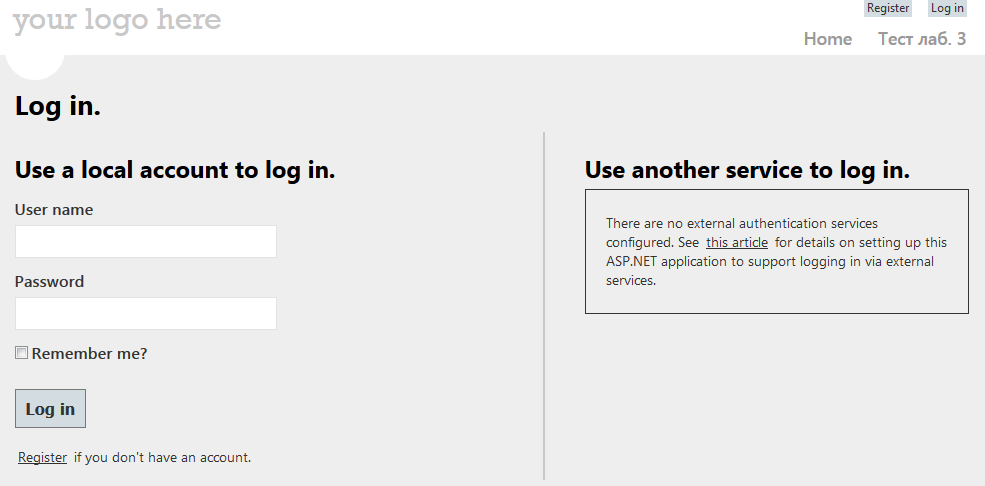 your logo here
Register Log in
Home Тест лаб. 3
Log in.
Use a local account to log in.
User name
Password
Remember me?
Log in
Register if you don't have an account.
Use another service to log in.
There are no external authentication services
configured. See this article for details on setting up this
ASP.NET application to support logging in via external
services.